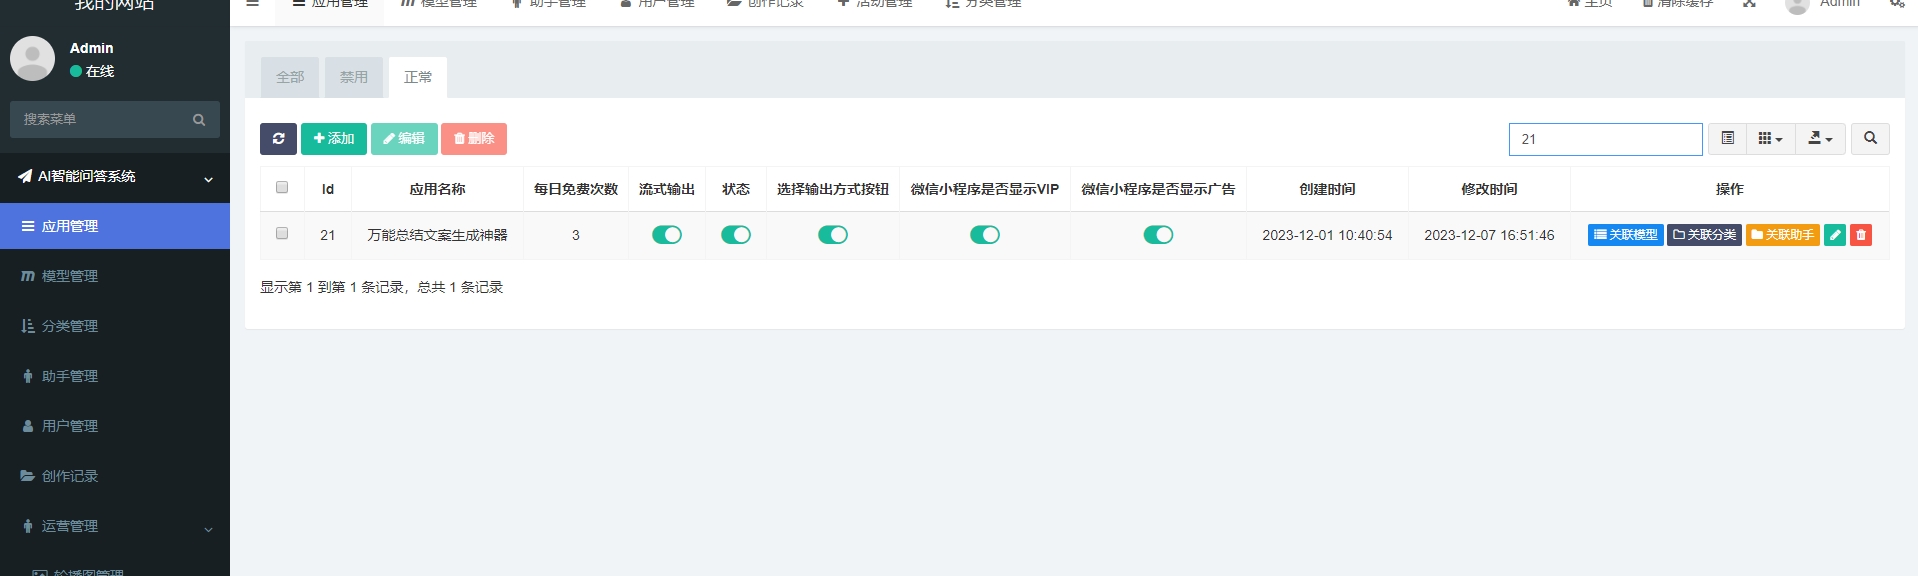 我的网站
应用管理
模型管理
助手管理
用户管理
创作记录
活动管理
分类管理
主页
清除缓存
Admin
Admin
在线
搜索菜单
AI智能问答系统
应用管理
模型管理
分类管理
助手管理
用户管理
创作记录
运营管理
轮播图管理
全部
禁用
正常
添加
编辑
删除
21
Id 应用名称 每日免费次数 流式输出 状态 选择输出方式按钮 微信小程序是否显示VIP 微信小程序是否显示广告 创建时间 修改时间 操作
21 万能总结文案生成神器 3 2023-12-01 10:40:54 2023-12-07 16:51:46 关联模型 关联分类 关联助手
显示第 1 到第 1 条记录，总共 1 条记录